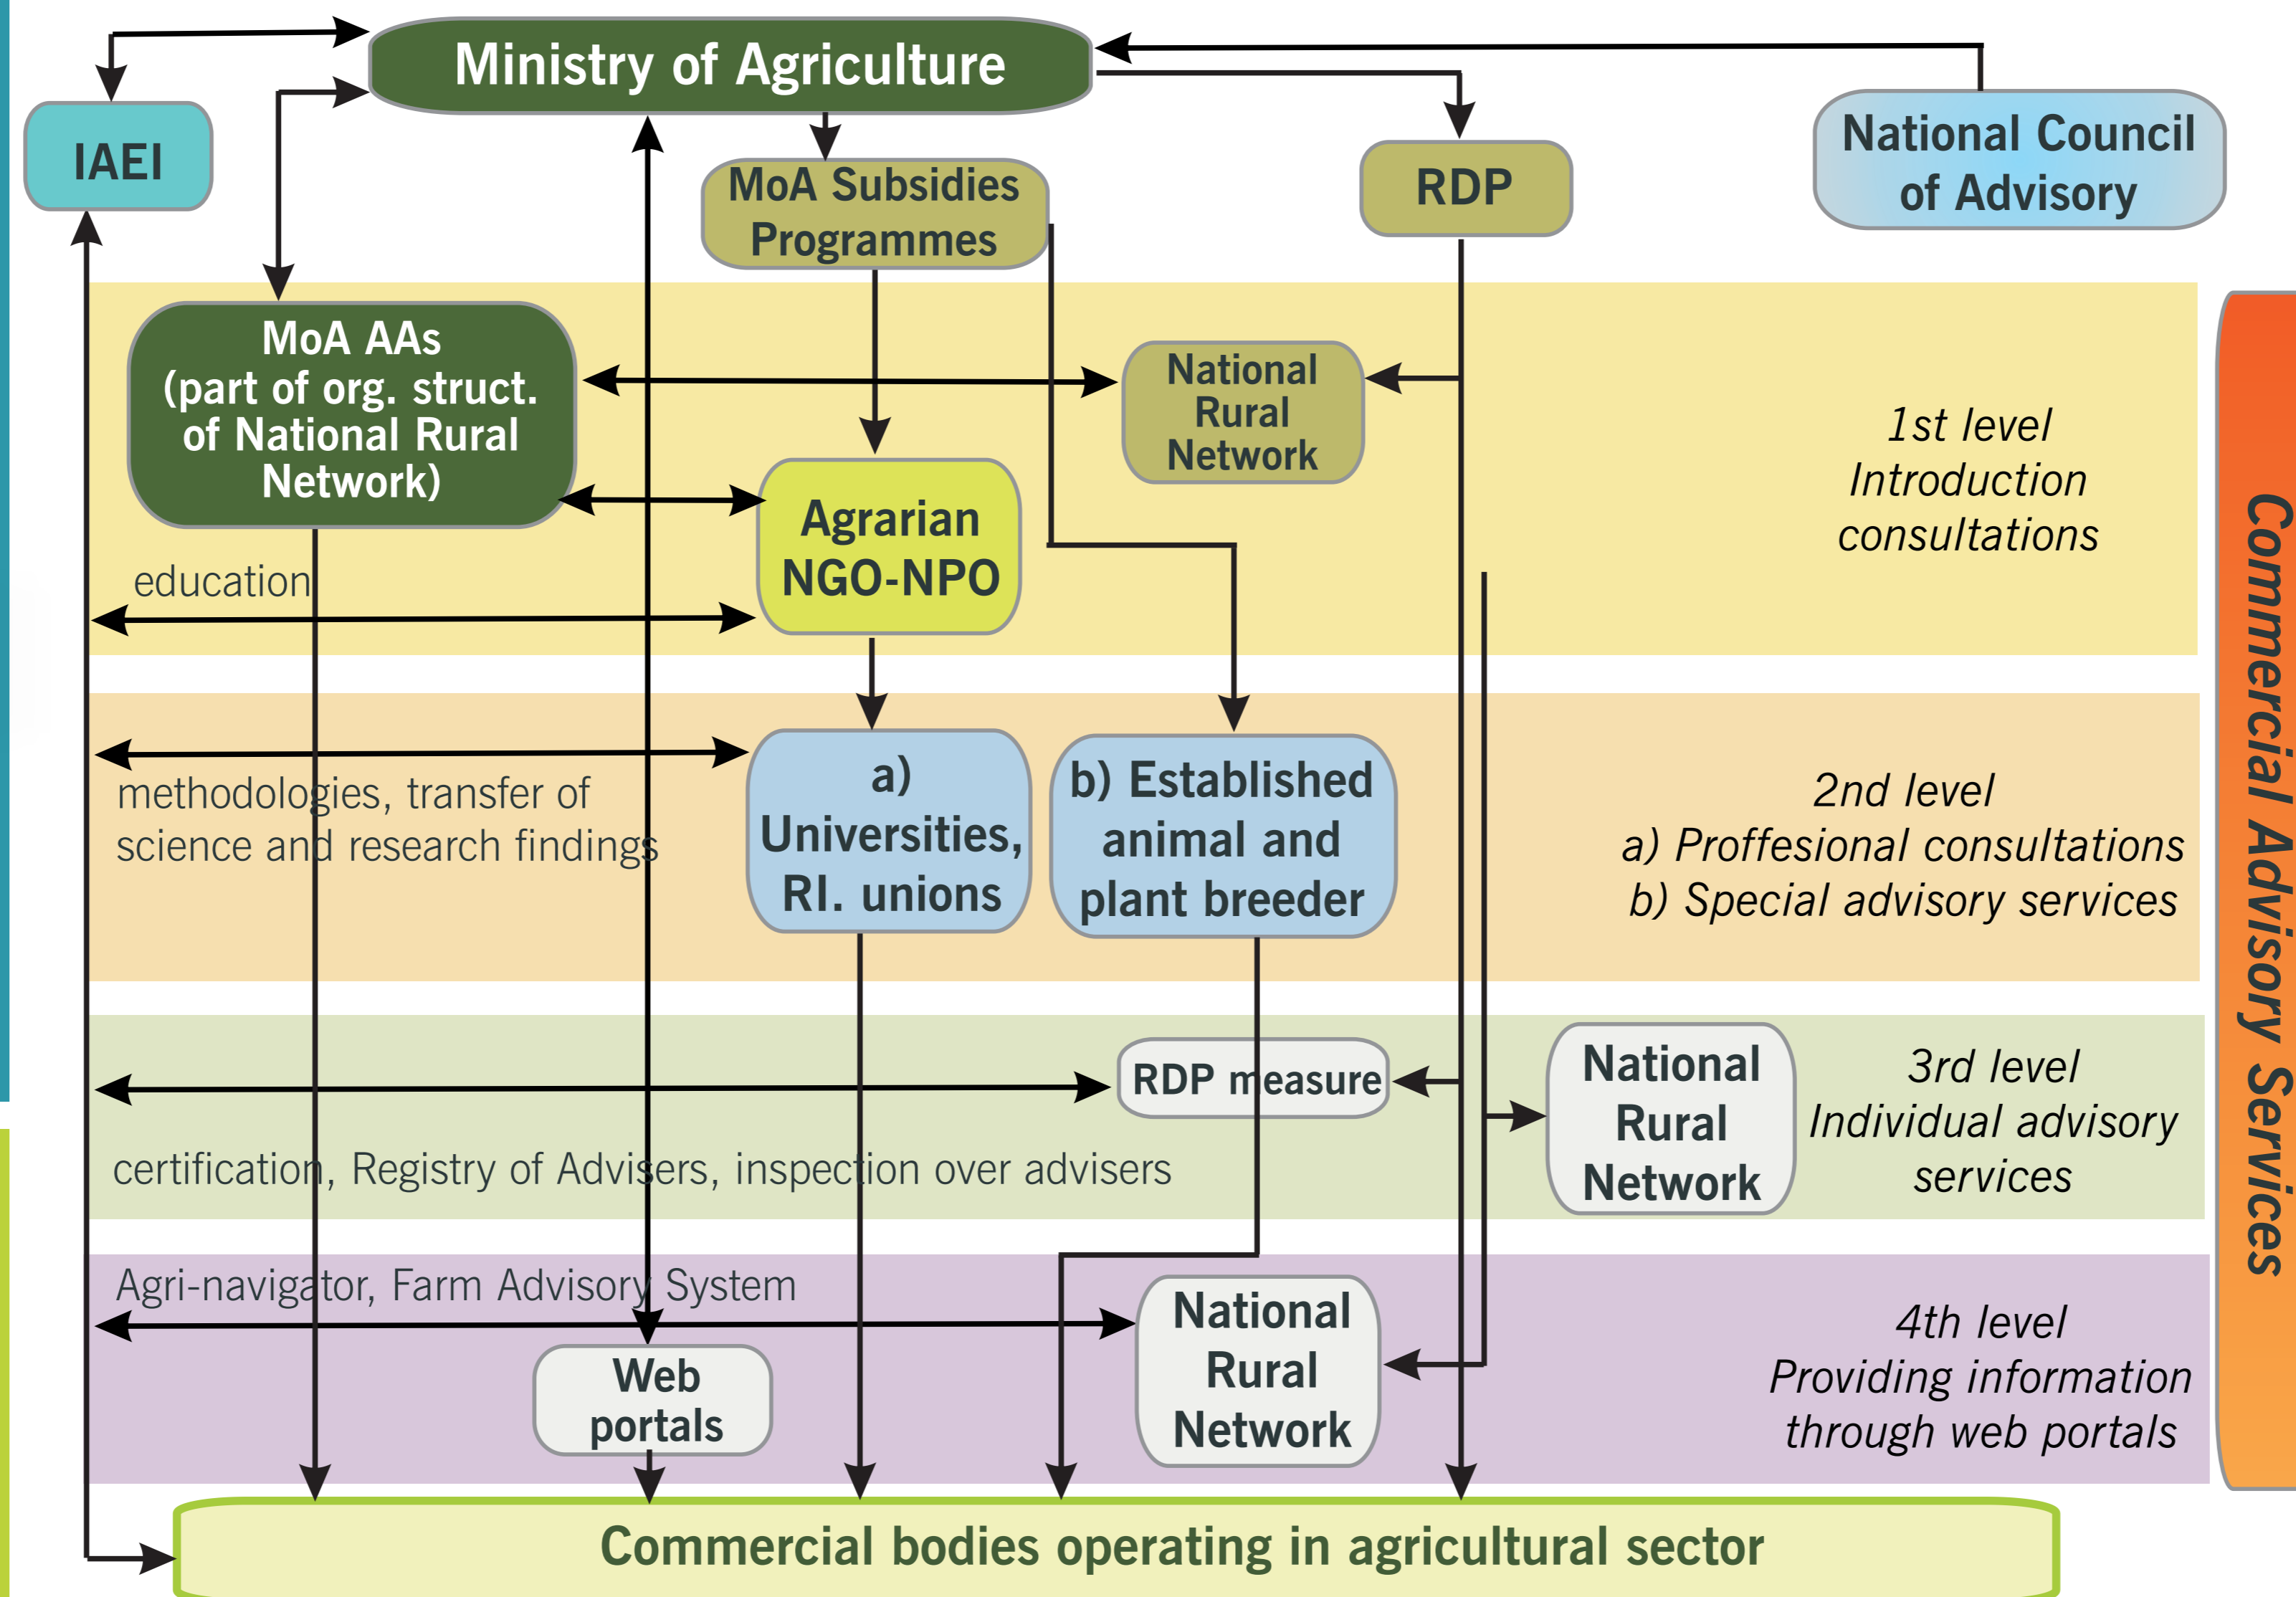 Ministry of Agriculture
IAEI
MoA Subsidies
Programmes
RDP
National Council
of Advisory
MoA AAs
(part of org. struct.
of National Rural
Network)
National
Rural
Network
1st level
Introduction
consultations
Agrarian
NGO-NPO
education
a)
Universities,
RI. unions
b) Established
animal and
plant breeder
methodologies, transfer of
science and research findings
2nd level
a) Proffesional consultations
b) Special advisory services
RDP measure
National
Rural
Network
3rd level
Individual advisory
services
certification, Registry of Advisers, inspection over advisers
Agri-navigator, Farm Advisory System
Web
portals
National
Rural
Network
4th level
Providing information
through web portals
Commercial Advisory Services
Commercial bodies operating in agricultural sector